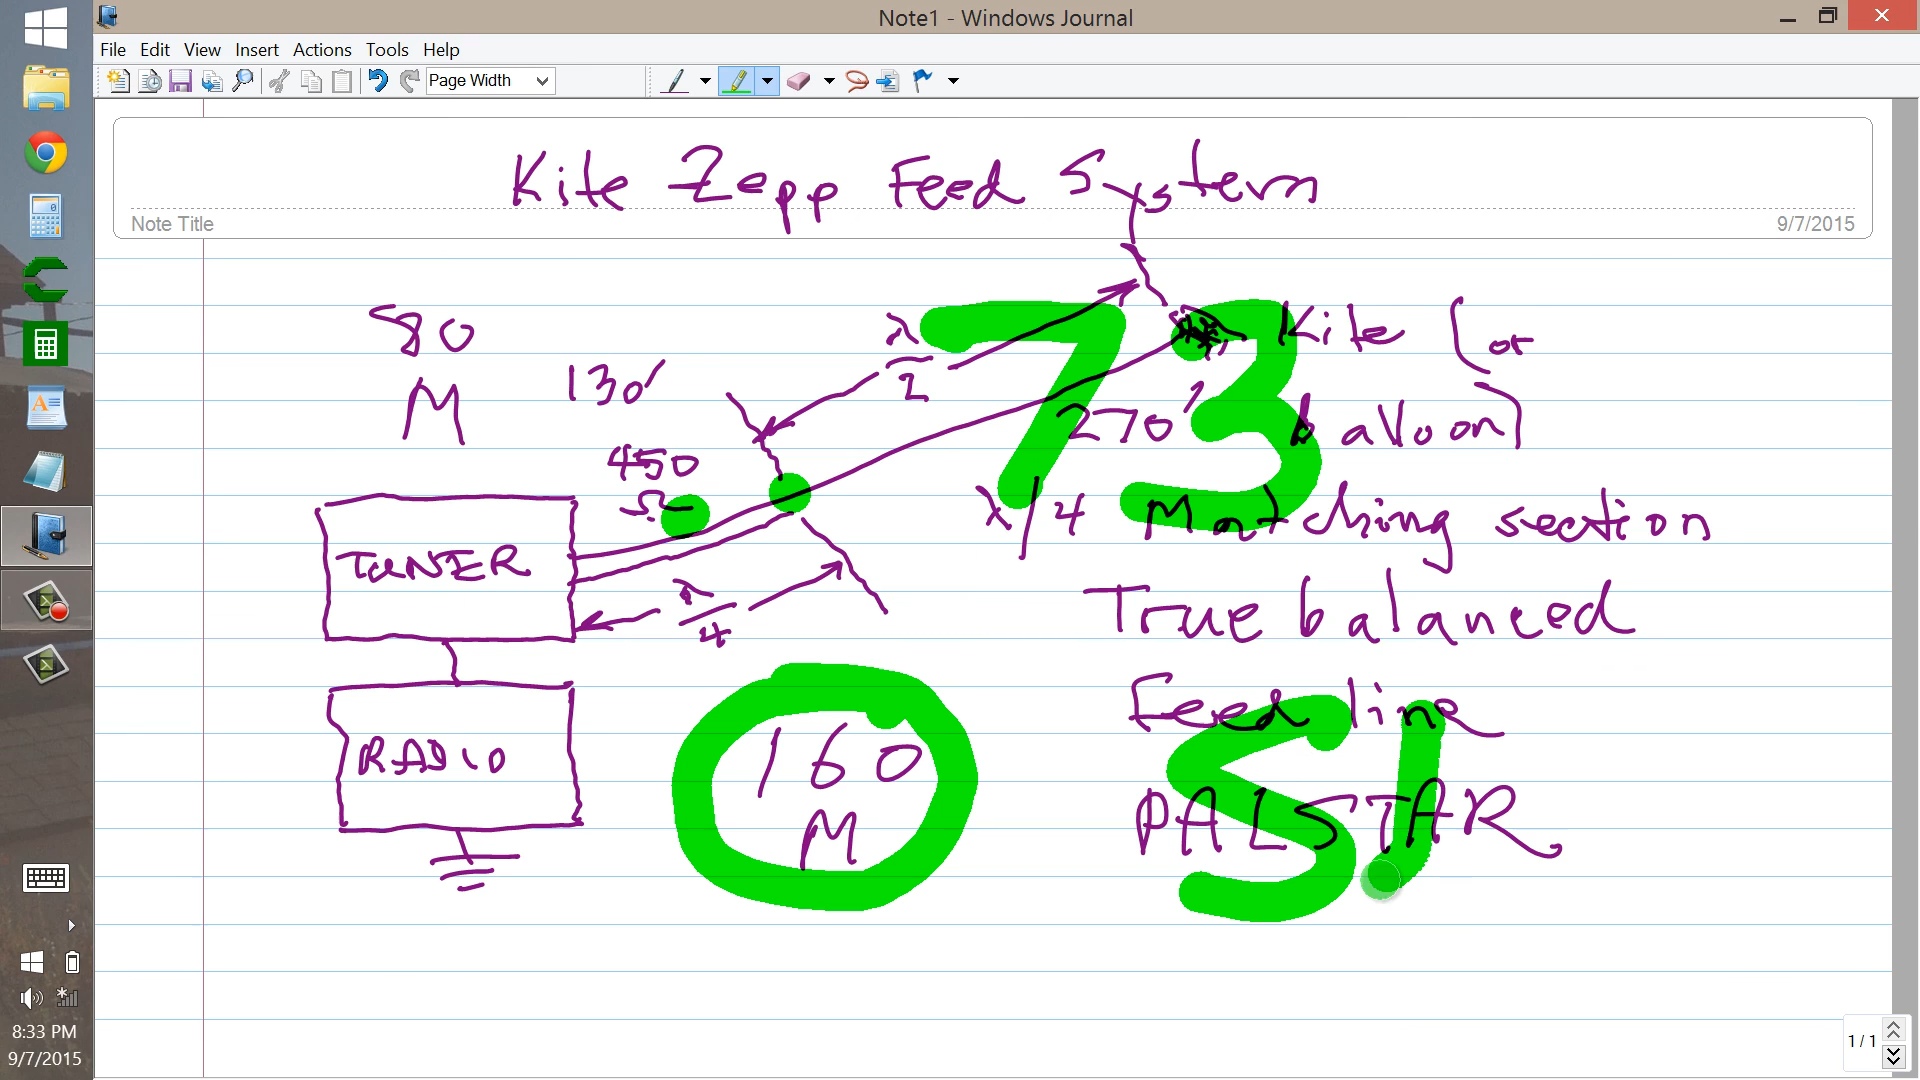 Note1 - Windows Journal
File Edit View Insert Actions Tools Help
Page Width
Kite Zepp Feed System
Note Title
9/7/2015
80
M
130'
λ
2
73
Kite (or
balloon)
270'
450
Ω
λ/4 Matching section
TUNER
λ
4
True balanced
Feed line
RADIO
160
M
SJ
PALSTAR
8:33 PM
9/7/2015
1 / 1